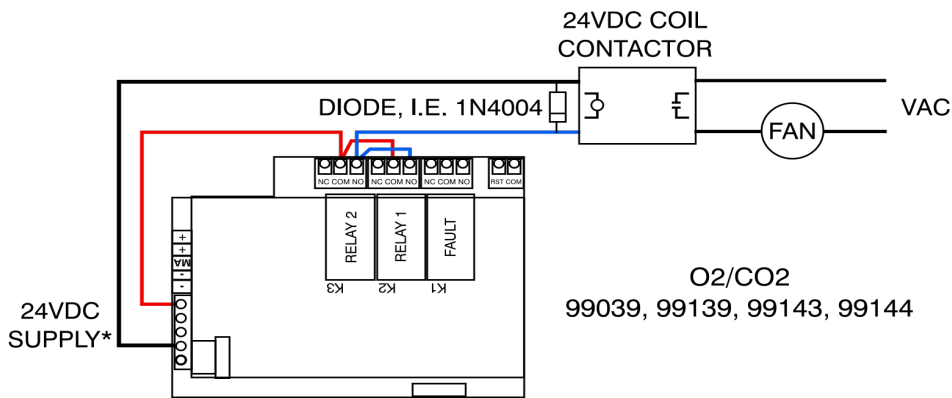 24VDC COIL
CONTACTOR
DIODE, I.E. 1N4004
VAC
FAN
NC COM NO NC COM NO NC COM NO RST COM
RELAY 2
RELAY 1
FAULT
K3
K2
K1
+
+
MA
-
-
24VDC
SUPPLY*
O2/CO2
99039, 99139, 99143, 99144